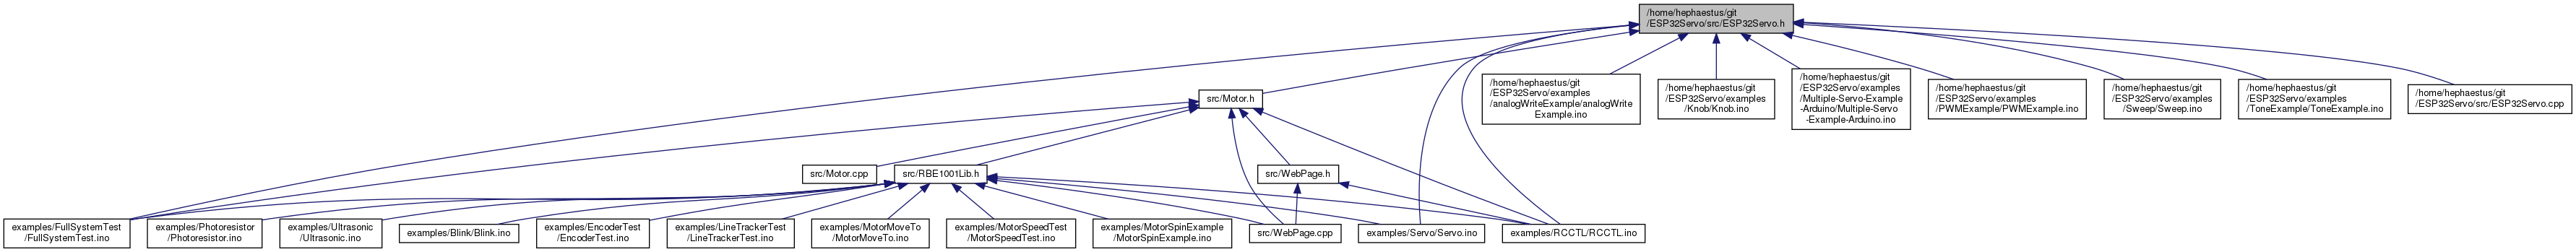 /home/hephaestus/git
/ESP32Servo/src/ESP32Servo.h
src/Motor.h
/home/hephaestus/git
/ESP32Servo/examples
/analogWriteExample/analogWrite
Example.ino
/home/hephaestus/git
/ESP32Servo/examples
/Knob/Knob.ino
/home/hephaestus/git
/ESP32Servo/examples
/Multiple-Servo-Example
-Arduino/Multiple-Servo
-Example-Arduino.ino
/home/hephaestus/git
/ESP32Servo/examples
/PWMExample/PWMExample.ino
/home/hephaestus/git
/ESP32Servo/examples
/Sweep/Sweep.ino
/home/hephaestus/git
/ESP32Servo/examples
/ToneExample/ToneExample.ino
/home/hephaestus/git
/ESP32Servo/src/ESP32Servo.cpp
src/Motor.cpp
src/RBE1001Lib.h
src/WebPage.h
examples/FullSystemTest
/FullSystemTest.ino
examples/Photoresistor
/Photoresistor.ino
examples/Ultrasonic
/Ultrasonic.ino
examples/Blink/Blink.ino
examples/EncoderTest
/EncoderTest.ino
examples/LineTrackerTest
/LineTrackerTest.ino
examples/MotorMoveTo
/MotorMoveTo.ino
examples/MotorSpeedTest
/MotorSpeedTest.ino
examples/MotorSpinExample
/MotorSpinExample.ino
src/WebPage.cpp
examples/Servo/Servo.ino
examples/RCCTL/RCCTL.ino